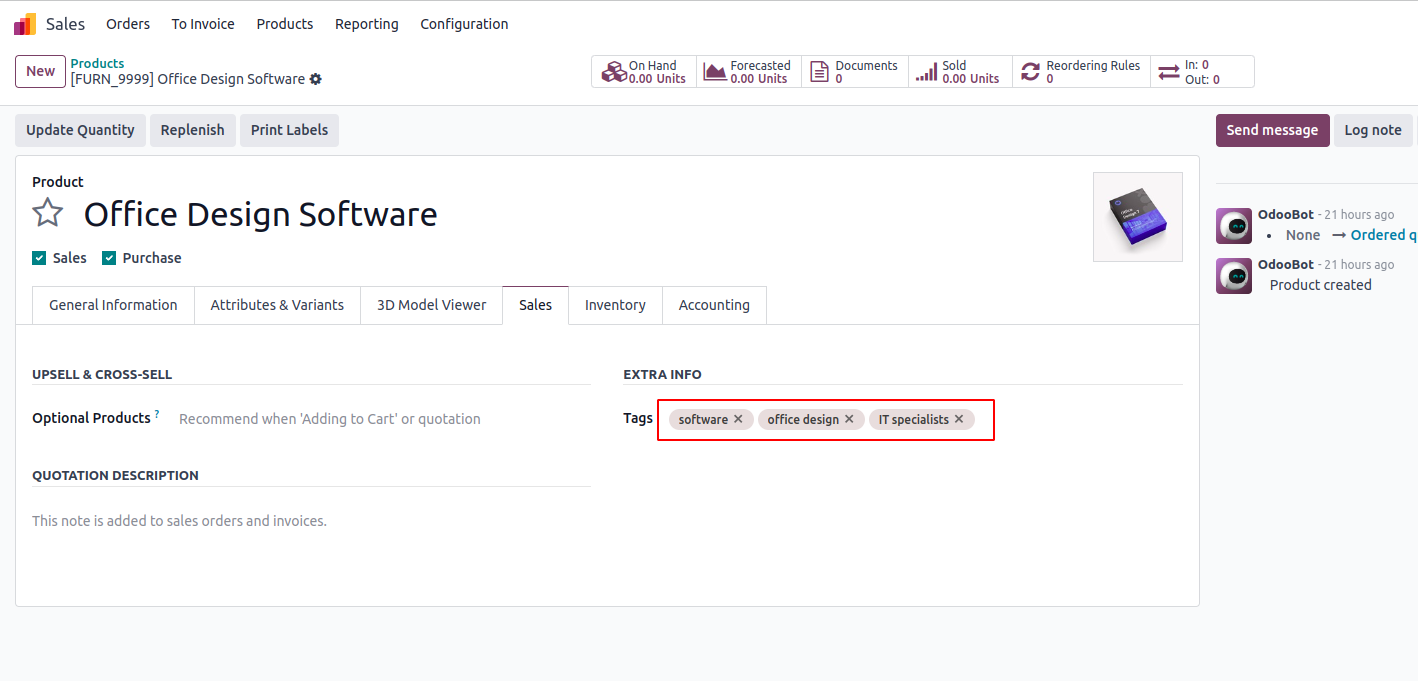 Sales Orders To Invoice Products Reporting Configuration
New
Products
[FURN_9999] Office Design Software
On Hand
0.00 Units
Forecasted
0.00 Units
Documents
0
Sold
0.00 Units
Reordering Rules
0
In: 0
Out: 0
Update Quantity Replenish Print Labels
Send message Log note
Product
Office Design Software
Sales Purchase
General Information Attributes & Variants 3D Model Viewer Sales Inventory Accounting
UPSELL & CROSS-SELL
Optional Products ? Recommend when 'Adding to Cart' or quotation
QUOTATION DESCRIPTION
This note is added to sales orders and invoices.
EXTRA INFO
Tags software × office design × IT specialists ×
OdooBot - 21 hours ago
• None → Ordered q
OdooBot - 21 hours ago
Product created